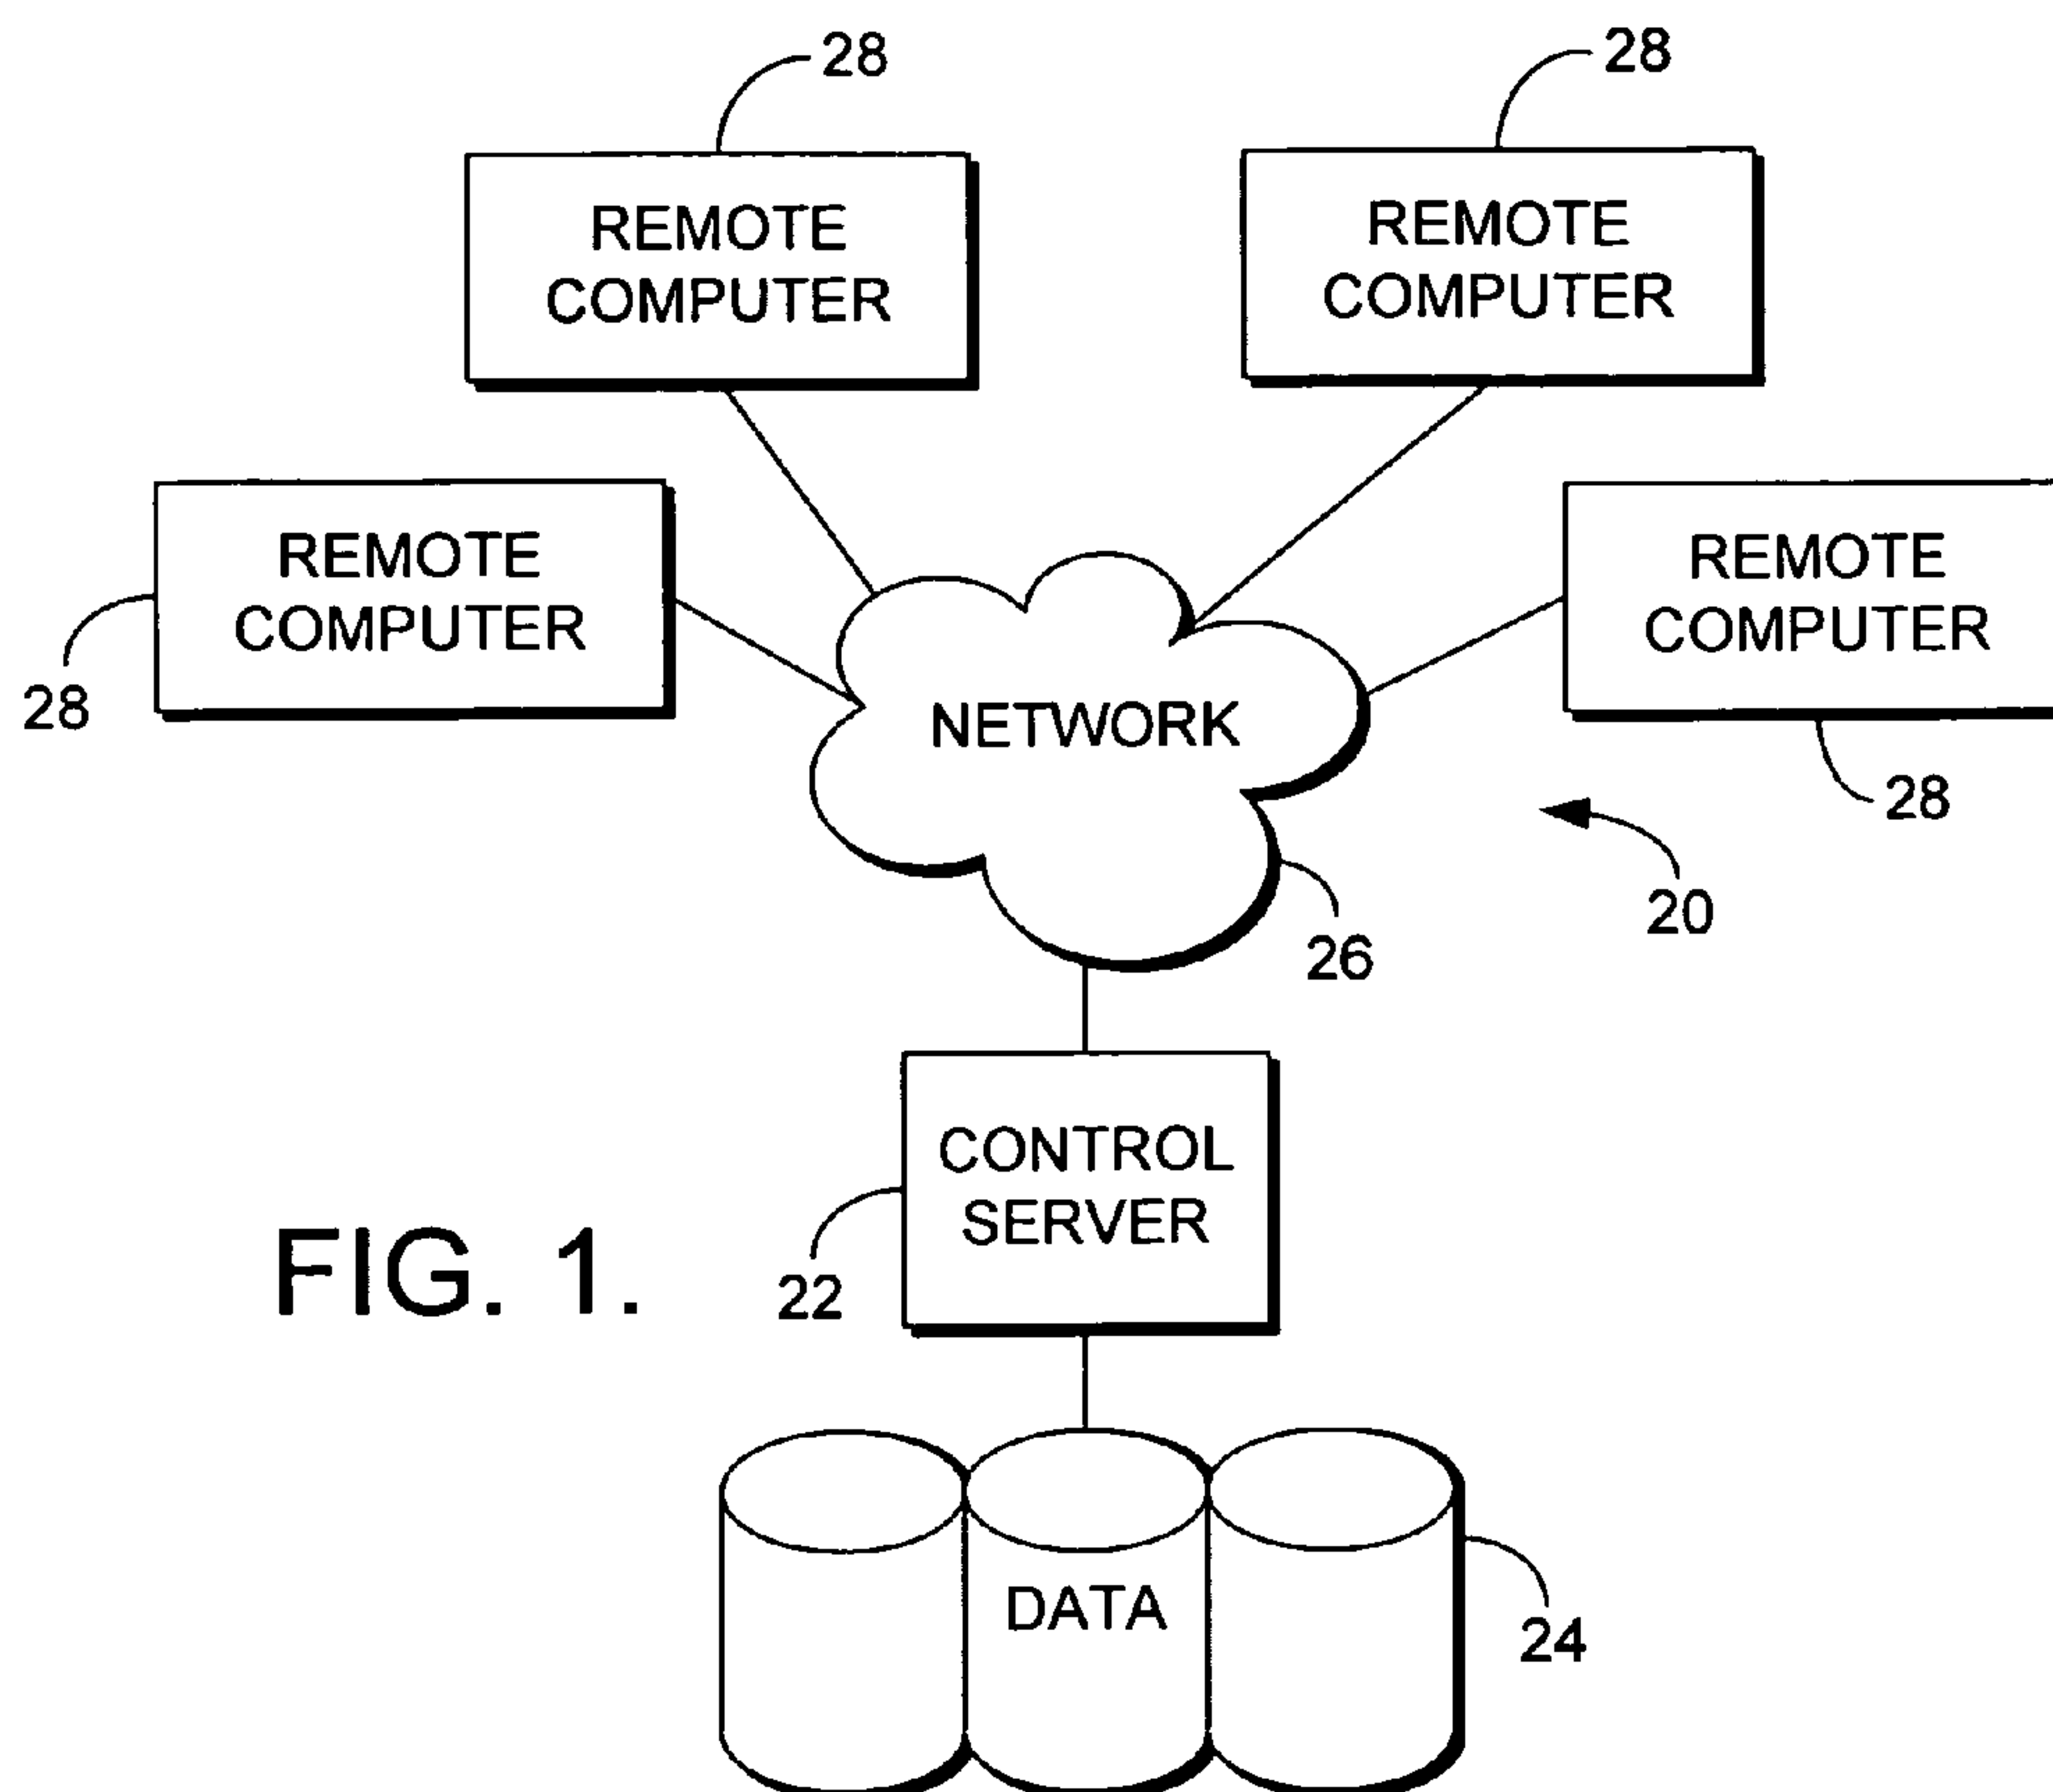 28
28
REMOTE
COMPUTER
REMOTE
COMPUTER
REMOTE
COMPUTER
28
REMOTE
COMPUTER
28
NETWORK
20
26
CONTROL
SERVER
22
FIG. 1.
DATA
24